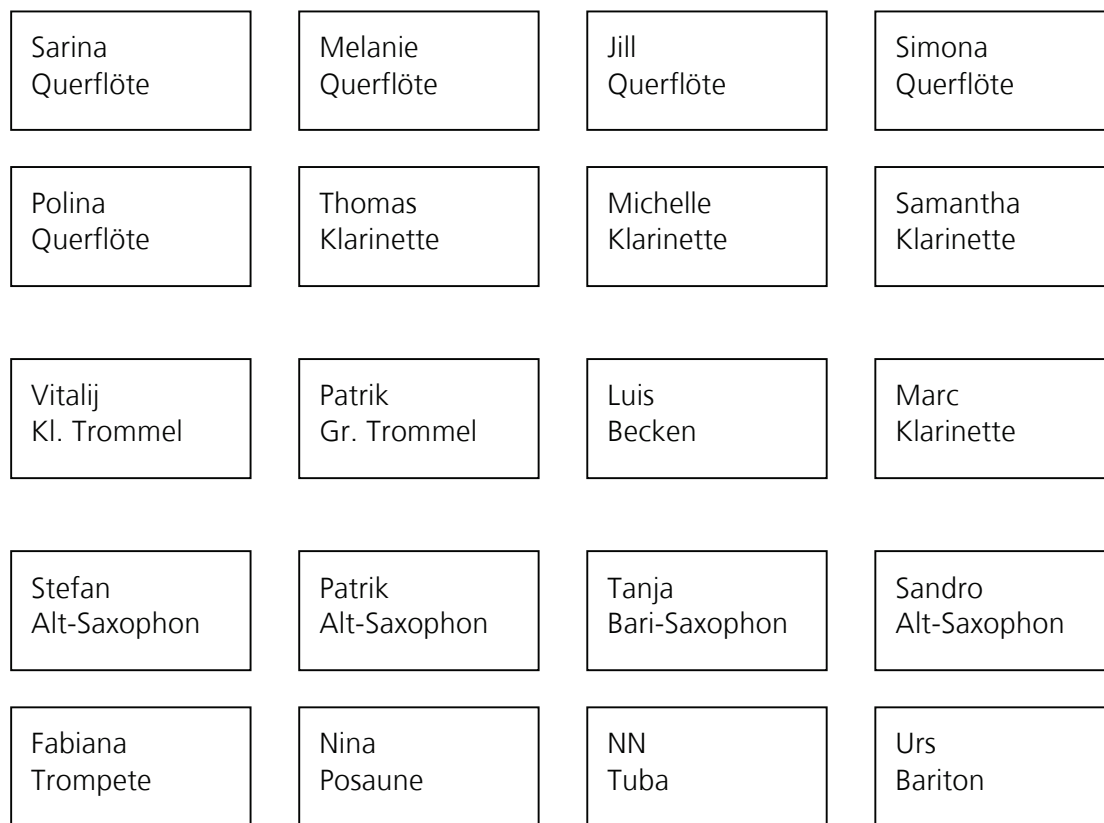 Sarina
Querflöte
Melanie
Querflöte
Jill
Querflöte
Simona
Querflöte
Polina
Querflöte
Thomas
Klarinette
Michelle
Klarinette
Samantha
Klarinette
Vitalij
Kl. Trommel
Patrik
Gr. Trommel
Luis
Becken
Marc
Klarinette
Stefan
Alt-Saxophon
Patrik
Alt-Saxophon
Tanja
Bari-Saxophon
Sandro
Alt-Saxophon
Fabiana
Trompete
Nina
Posaune
NN
Tuba
Urs
Bariton